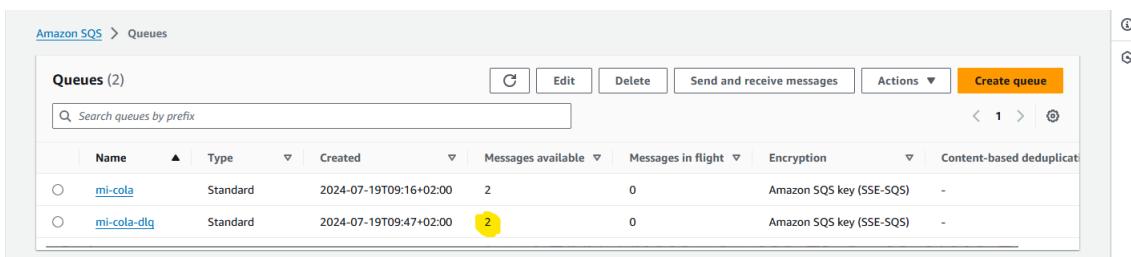 Amazon SQS > Queues
Queues (2) Edit Delete Send and receive messages Actions Create queue
Search queues by prefix 1
Name Type Created Messages available Messages in flight Encryption Content-based deduplicati
mi-cola Standard 2024-07-19T09:16+02:00 2 0 Amazon SQS key (SSE-SQS) -
mi-cola-dlq Standard 2024-07-19T09:47+02:00 2 0 Amazon SQS key (SSE-SQS) -